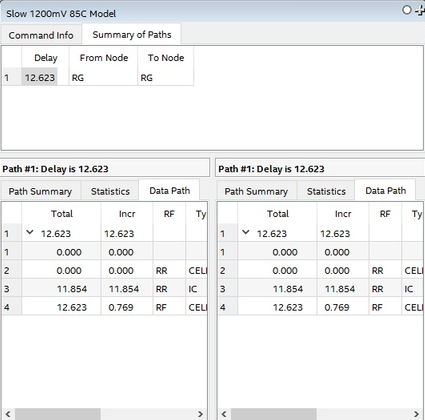 Slow 1200mV 85C Model
Command Info Summary of Paths
Delay From Node To Node
1 12.623 RG RG
Path #1: Delay is 12.623
Path Summary Statistics Data Path
Total Incr RF Ty
1 12.623 12.623
1 0.000 0.000
2 0.000 0.000 RR CELL
3 11.854 11.854 RR IC
4 12.623 0.769 RF CELL
Path #1: Delay is 12.623
Path Summary Statistics Data Path
Total Incr RF Ty
1 12.623 12.623
1 0.000 0.000
2 0.000 0.000 RR CELL
3 11.854 11.854 RR IC
4 12.623 0.769 RF CELL